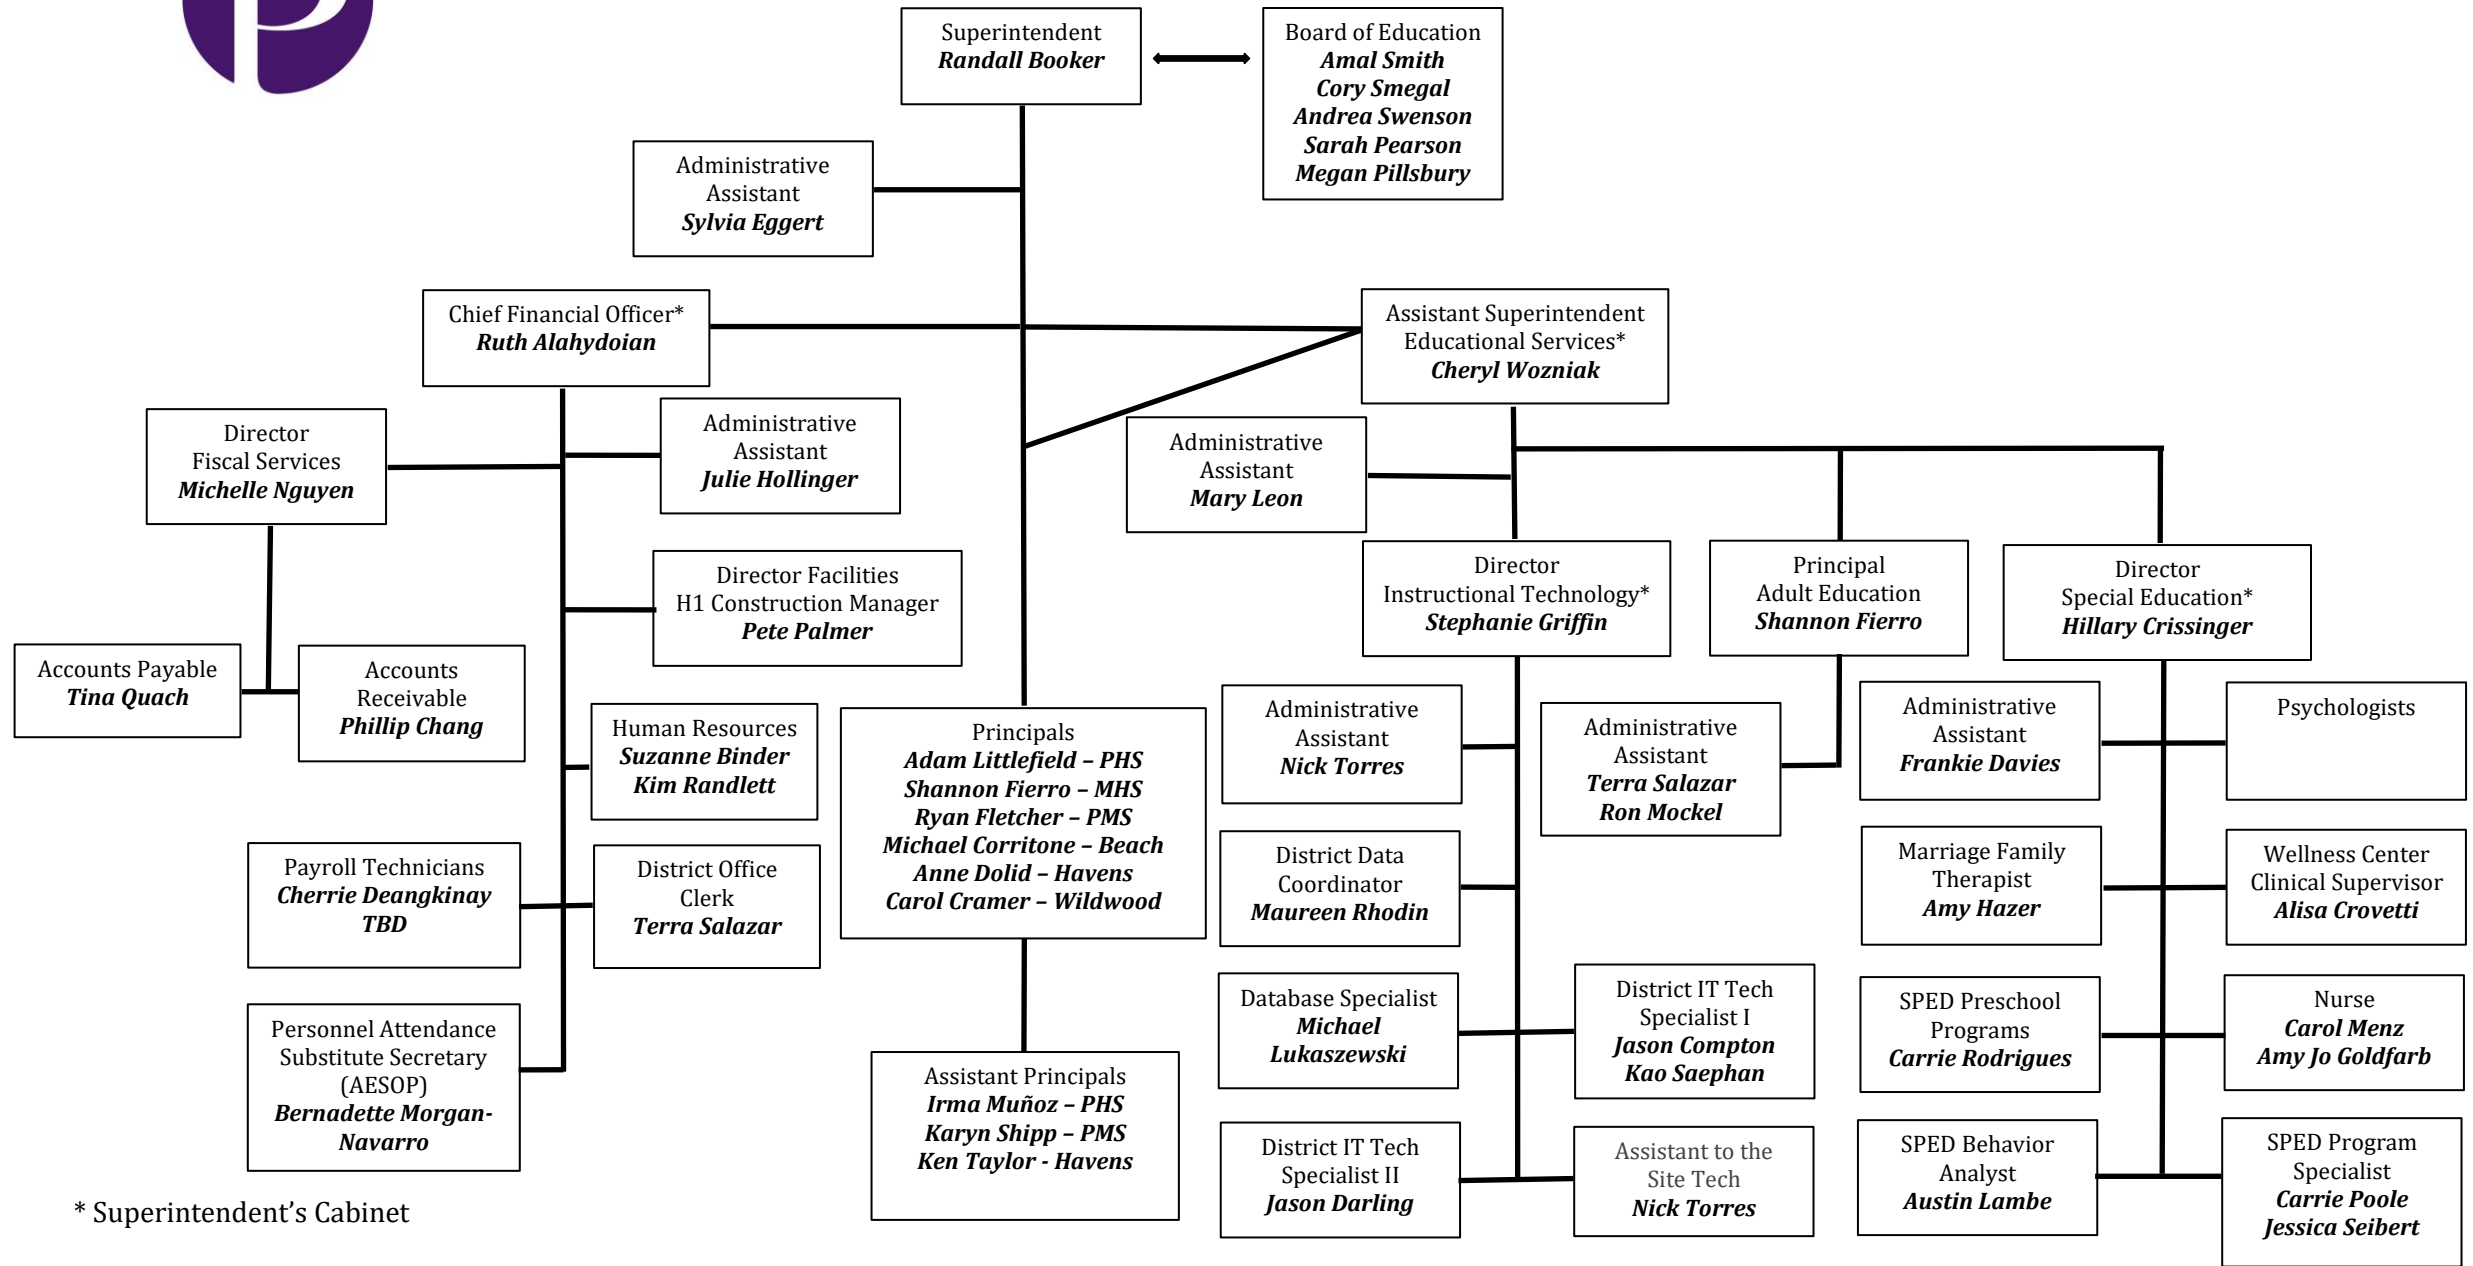 Superintendent
Randall Booker
Board of Education
Amal Smith
Cory Smegal
Andrea Swenson
Sarah Pearson
Megan Pillsbury
Administrative
Assistant
Sylvia Eggert
Chief Financial Officer*
Ruth Alahydoian
Assistant Superintendent
Educational Services*
Cheryl Wozniak
Director
Fiscal Services
Michelle Nguyen
Administrative
Assistant
Julie Hollinger
Administrative
Assistant
Mary Leon
Director Facilities
H1 Construction Manager
Pete Palmer
Director
Instructional Technology*
Stephanie Griffin
Principal
Adult Education
Shannon Fierro
Director
Special Education*
Hillary Crissinger
Accounts Payable
Tina Quach
Accounts
Receivable
Phillip Chang
Human Resources
Suzanne Binder
Kim Randlett
Principals
Adam Littlefield – PHS
Shannon Fierro – MHS
Ryan Fletcher – PMS
Michael Corritone – Beach
Anne Dolid – Havens
Carol Cramer – Wildwood
Administrative
Assistant
Nick Torres
Administrative
Assistant
Terra Salazar
Ron Mockel
Administrative
Assistant
Frankie Davies
Psychologists
Payroll Technicians
Cherrie Deangkinay
TBD
District Office
Clerk
Terra Salazar
District Data
Coordinator
Maureen Rhodin
Marriage Family
Therapist
Amy Hazer
Wellness Center
Clinical Supervisor
Alisa Crovetti
Personnel Attendance
Substitute Secretary
(AESOP)
Bernadette Morgan-
Navarro
Assistant Principals
Irma Muñoz – PHS
Karyn Shipp – PMS
Ken Taylor - Havens
Database Specialist
Michael
Lukaszewski
District IT Tech
Specialist I
Jason Compton
Kao Saephan
SPED Preschool
Programs
Carrie Rodrigues
Nurse
Carol Menz
Amy Jo Goldfarb
District IT Tech
Specialist II
Jason Darling
Assistant to the
Site Tech
Nick Torres
SPED Behavior
Analyst
Austin Lambe
SPED Program
Specialist
Carrie Poole
Jessica Seibert
* Superintendent's Cabinet